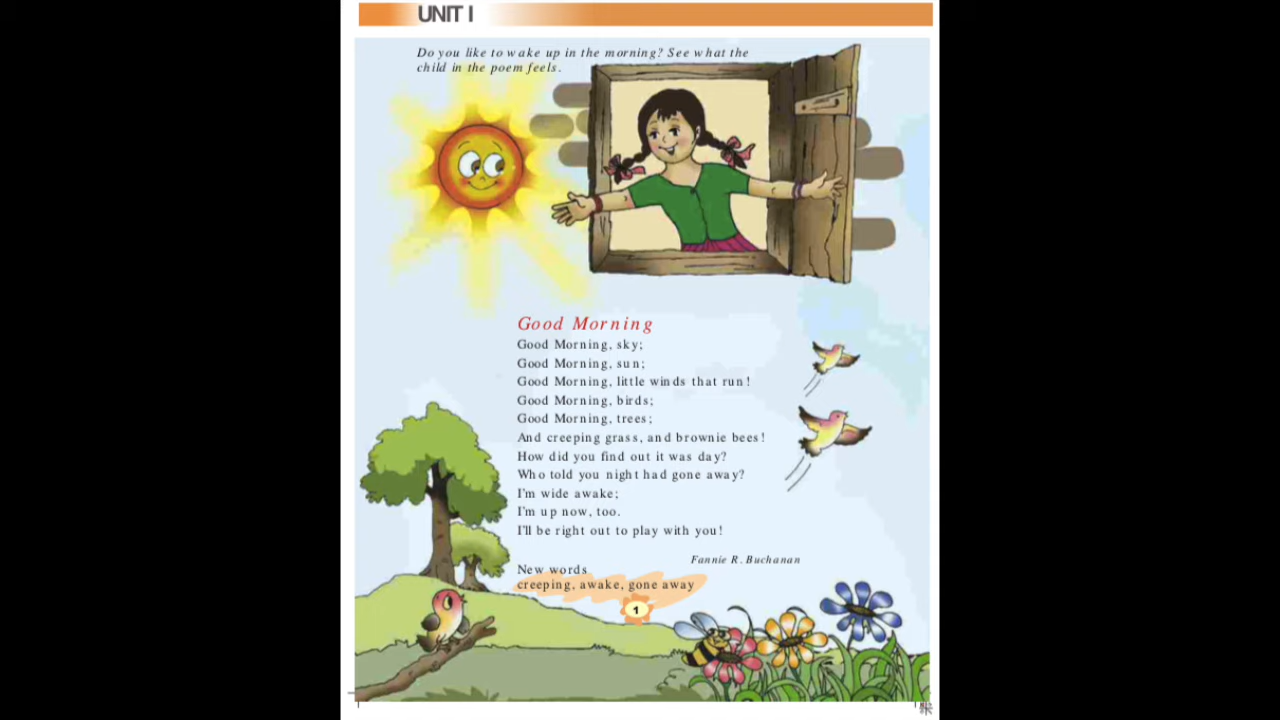 UNIT I
Do you like to wake up in the morning? See what the
child in the poem feels.
Good Morning
Good Morning, sky;
Good Morning, sun;
Good Morning, little winds that run!
Good Morning, birds;
Good Morning, trees;
And creeping grass, and brownie bees!
How did you find out it was day?
Who told you night had gone away?
I'm wide awake;
I'm up now, too.
I'll be right out to play with you!
Fannie R. Buchanan
New words
creeping, awake, gone away
1